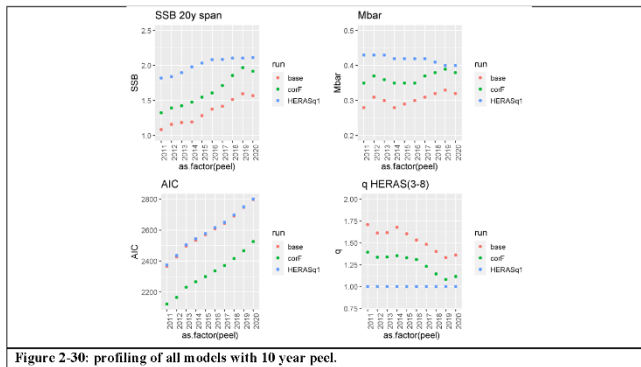 SSB 20y span
2.5
2.0
1.5
1.0
SSB
2011
2012
2013
2014
2015
2016
2017
2018
2019
2020
as.factor(peel)
run
base
corF
HERASq1
Mbar
0.5
0.4
0.3
0.2
Mbar
2011
2012
2013
2014
2015
2016
2017
2018
2019
2020
as.factor(peel)
run
base
corF
HERASq1
AIC
2800
2600
2400
2200
AIC
2011
2012
2013
2014
2015
2016
2017
2018
2019
2020
as.factor(peel)
run
base
corF
HERASq1
q HERAS(3-8)
2.00
1.75
1.50
1.25
1.00
0.75
q
2011
2012
2013
2014
2015
2016
2017
2018
2019
2020
as.factor(peel)
run
base
corF
HERASq1
Figure 2-30: profiling of all models with 10 year peel.